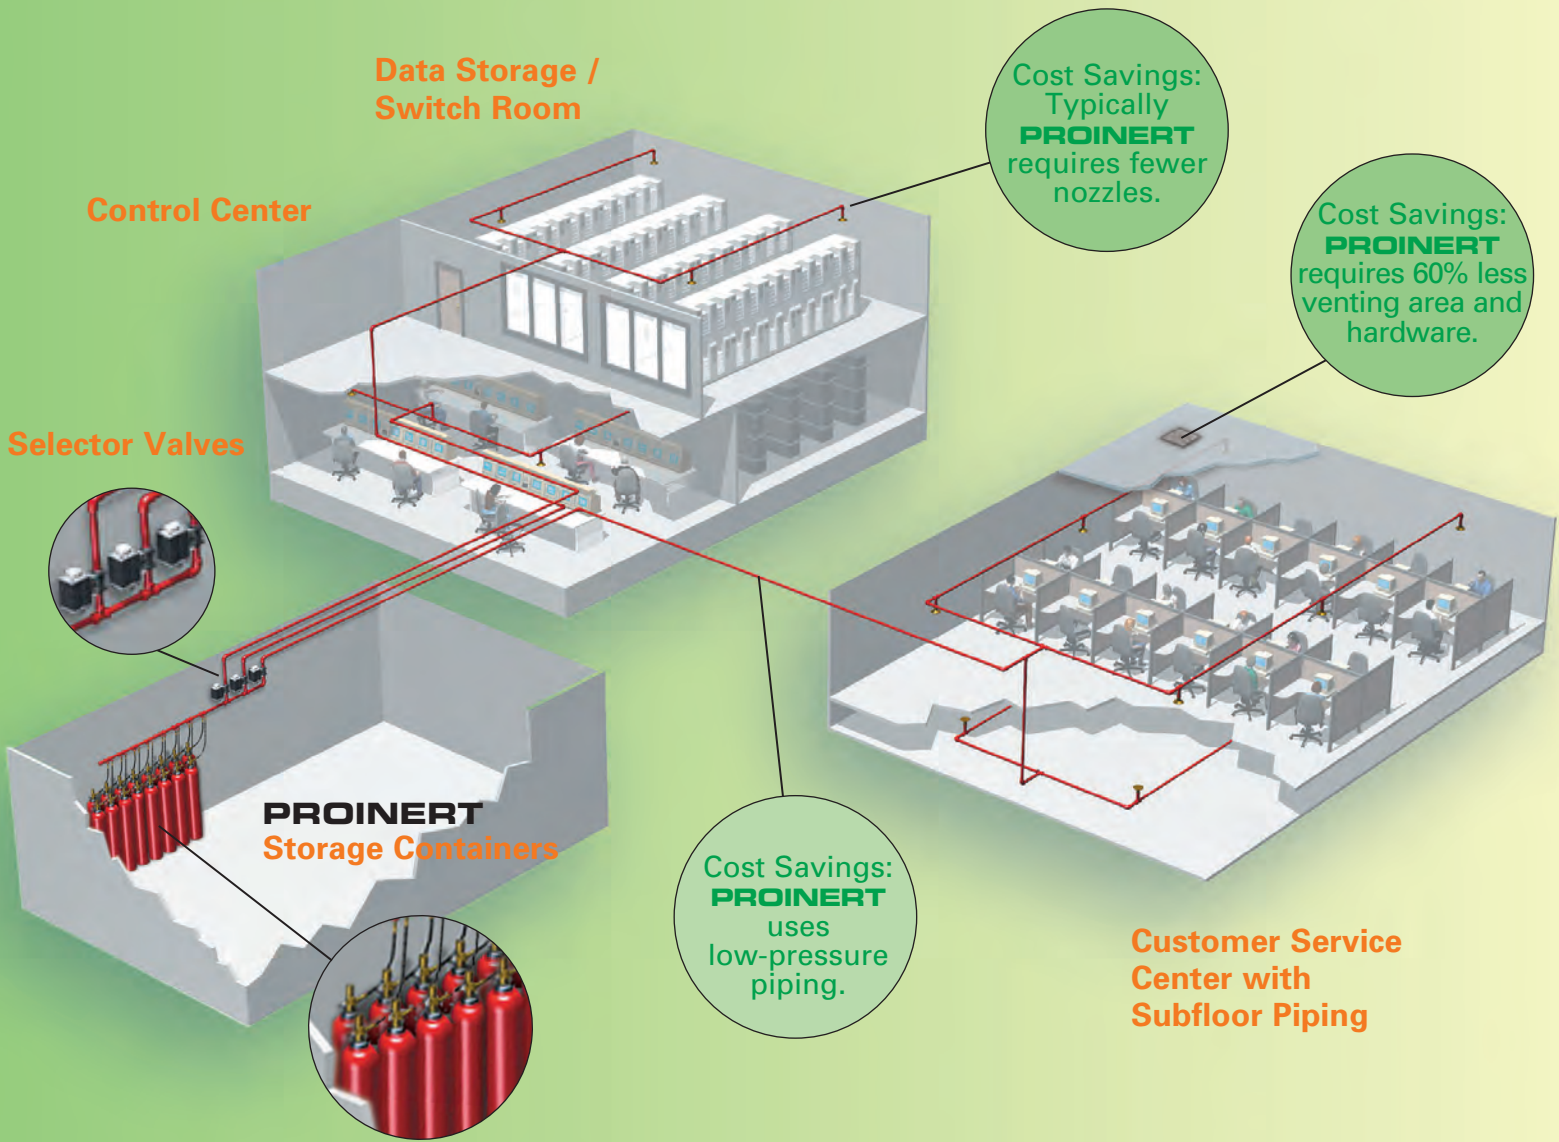 Data Storage /
Switch Room
Control Center
Selector Valves
Cost Savings:
Typically
PROINERT
requires fewer
nozzles.
Cost Savings:
PROINERT
requires 60% less
venting area and
hardware.
PROINERT
Storage Containers
Cost Savings:
PROINERT
uses
low-pressure
piping.
Customer Service
Center with
Subfloor Piping